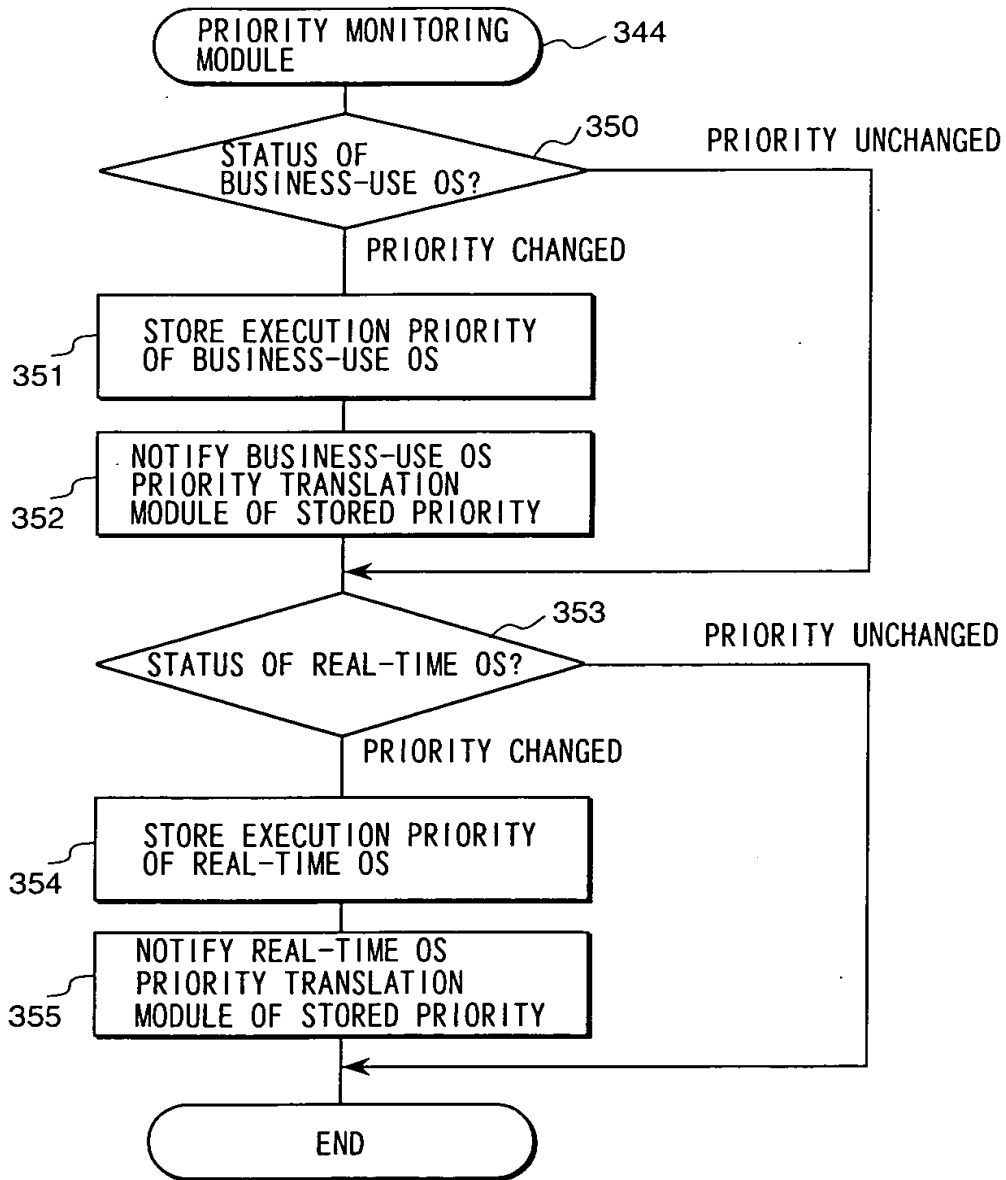 PRIORITY MONITORING
MODULE
344
350
PRIORITY UNCHANGED
STATUS OF
BUSINESS-USE OS?
PRIORITY CHANGED
STORE EXECUTION PRIORITY
OF BUSINESS-USE OS
351
NOTIFY BUSINESS-USE OS
PRIORITY TRANSLATION
MODULE OF STORED PRIORITY
352
353
PRIORITY UNCHANGED
STATUS OF REAL-TIME OS?
PRIORITY CHANGED
STORE EXECUTION PRIORITY
OF REAL-TIME OS
354
NOTIFY REAL-TIME OS
PRIORITY TRANSLATION
MODULE OF STORED PRIORITY
355
END